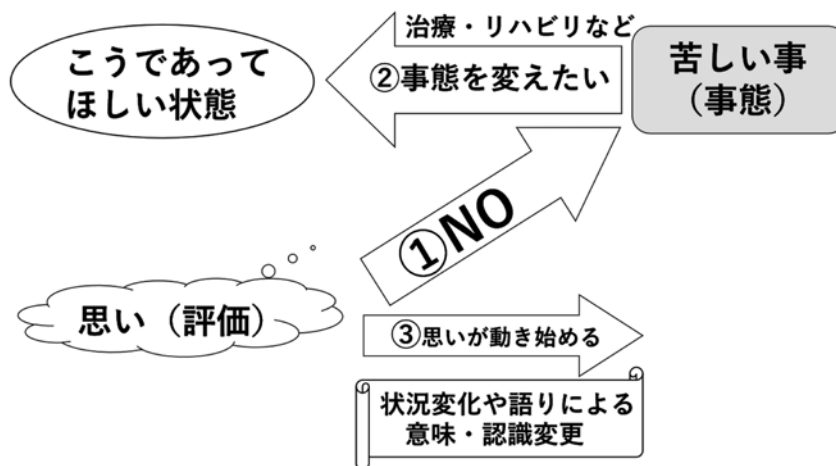 こうであって
ほしい状態
治療・リハビリなど
②事態を変えたい
苦しい事
（事態）
①NO
思い（評価）
③思いが動き始める
状況変化や語りによる
意味・認識変更